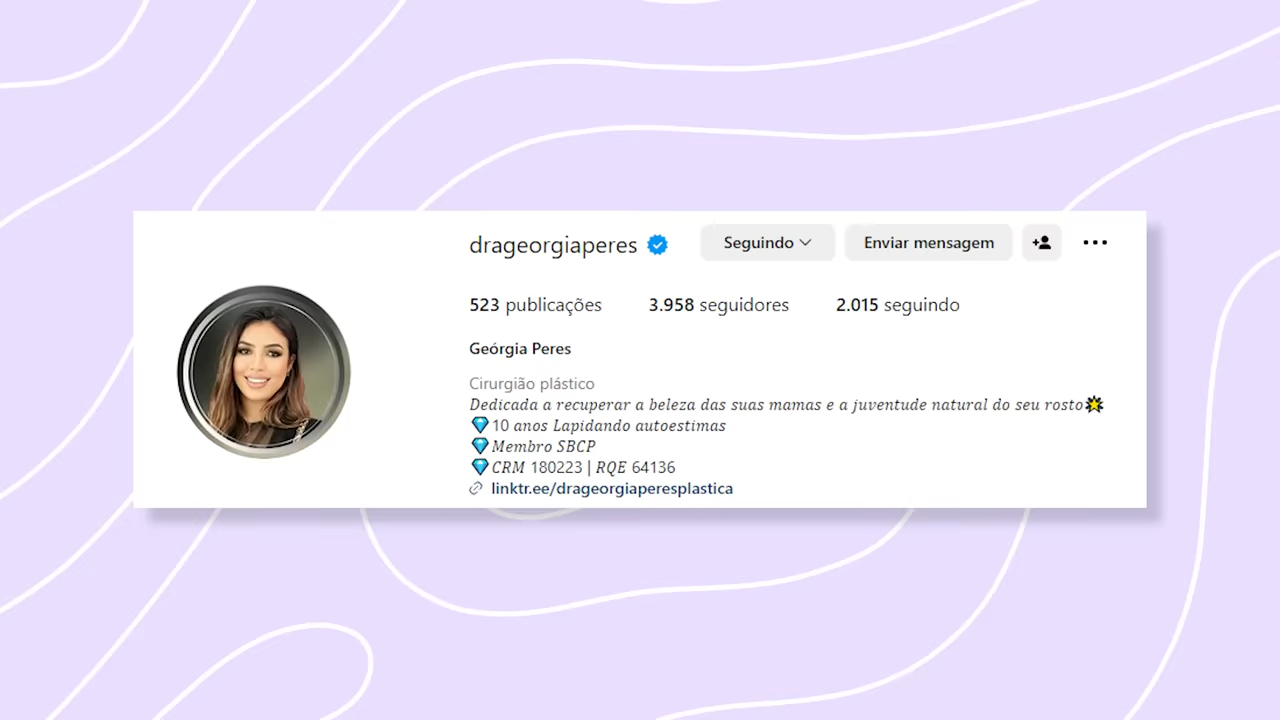 drageorgiaperes
Seguindo
Enviar mensagem
523 publicações 3.958 seguidores 2.015 seguindo
Geórgia Peres
Cirurgião plástico
Dedicada a recuperar a beleza das suas mamas e a juventude natural do seu rosto🌟
💎10 anos Lapidando autoestimas
💎Membro SBCP
💎CRM 180223 | RQE 64136
linktr.ee/drageorgiaperesplastica